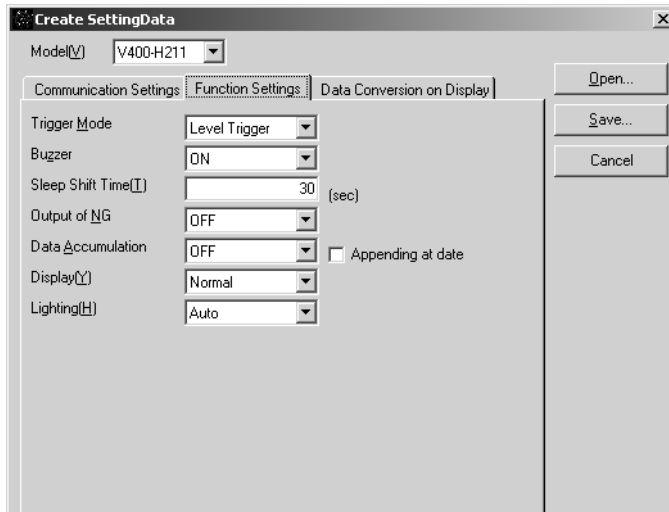 Create SettingData
Model(V) V400-H211
Communication Settings Function Settings Data Conversion on Display
Open...
Save...
Cancel
Trigger Mode Level Trigger
Buzzer ON
Sleep Shift Time(T) 30 (sec)
Output of NG OFF
Data Accumulation OFF Appending at date
Display(Y) Normal
Lighting(H) Auto